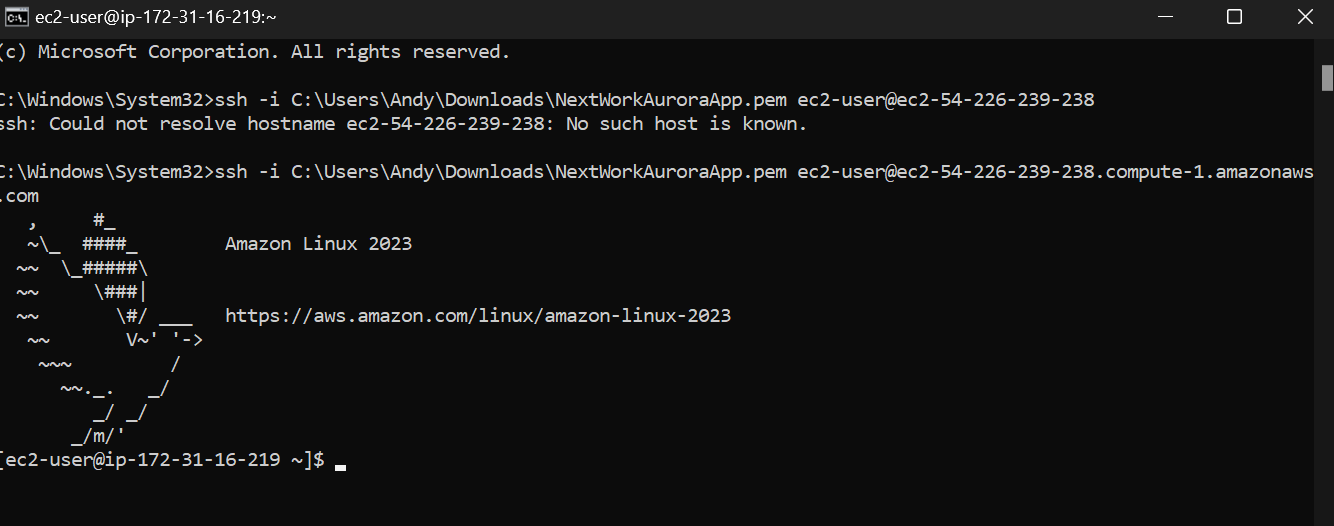 ec2-user@ip-172-31-16-219:~
(c) Microsoft Corporation. All rights reserved.
C:\Windows\System32>ssh -i C:\Users\Andy\Downloads\NextWorkAuroraApp.pem ec2-user@ec2-54-226-239-238
ssh: Could not resolve hostname ec2-54-226-239-238: No such host is known.
C:\Windows\System32>ssh -i C:\Users\Andy\Downloads\NextWorkAuroraApp.pem ec2-user@ec2-54-226-239-238.compute-1.amazonaws
.com
   ,     #_
   ~\_  ####_        Amazon Linux 2023
  ~~  \_#####\
  ~~     \###|
  ~~       \#/ ___   https://aws.amazon.com/linux/amazon-linux-2023
   ~~       V~' '->
    ~~~         /
      ~~._.   _/
         _/ _/
       _/m/'
[ec2-user@ip-172-31-16-219 ~]$